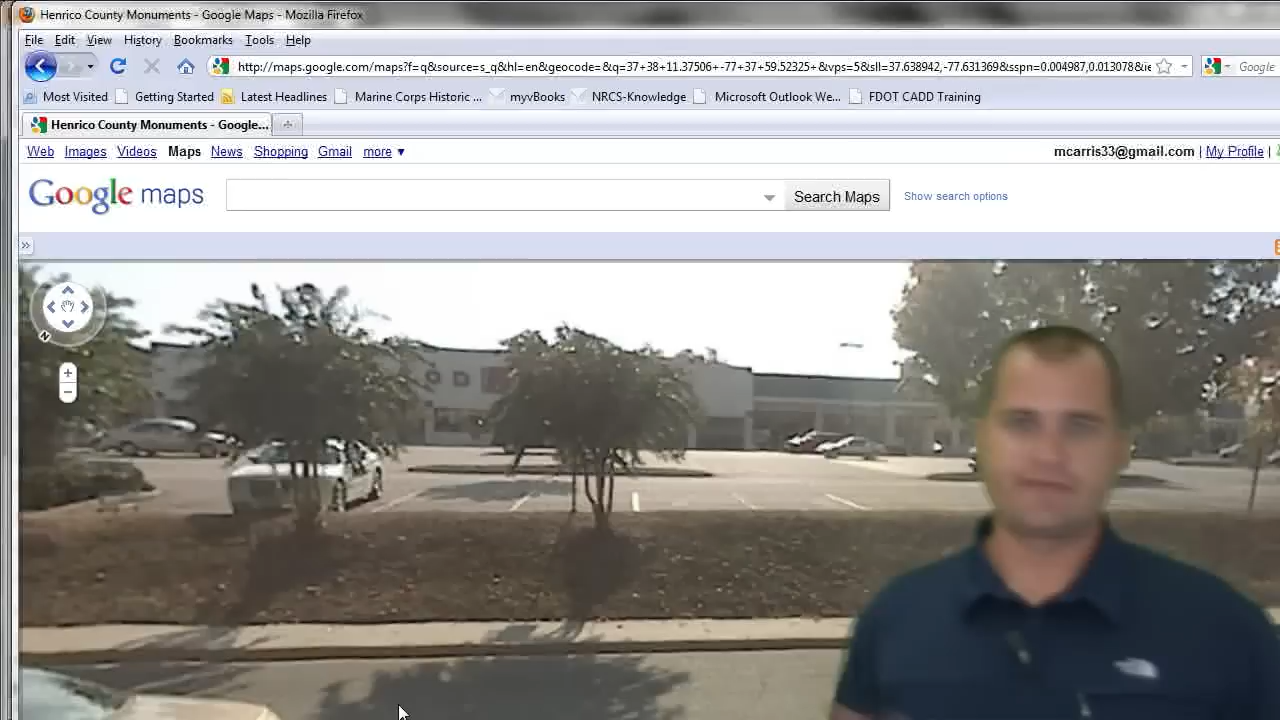 Henrico County Monuments - Google Maps - Mozilla Firefox
File Edit View History Bookmarks Tools Help
http://maps.google.com/maps?f=q&source=s_q&hl=en&geocode=&q=37+38+11.37506+-77+37+59.52325+&vps=5&sll=37.638942,-77.631369&sspn=0.004987,0.013078&ie Google
Most Visited Getting Started Latest Headlines Marine Corps Historic ... myvBooks NRCS-Knowledge Microsoft Outlook We... FDOT CADD Training
Henrico County Monuments - Google...
Web Images Videos Maps News Shopping Gmail more ▼ mcarris33@gmail.com | My Profile |
Google maps Search Maps Show search options
N